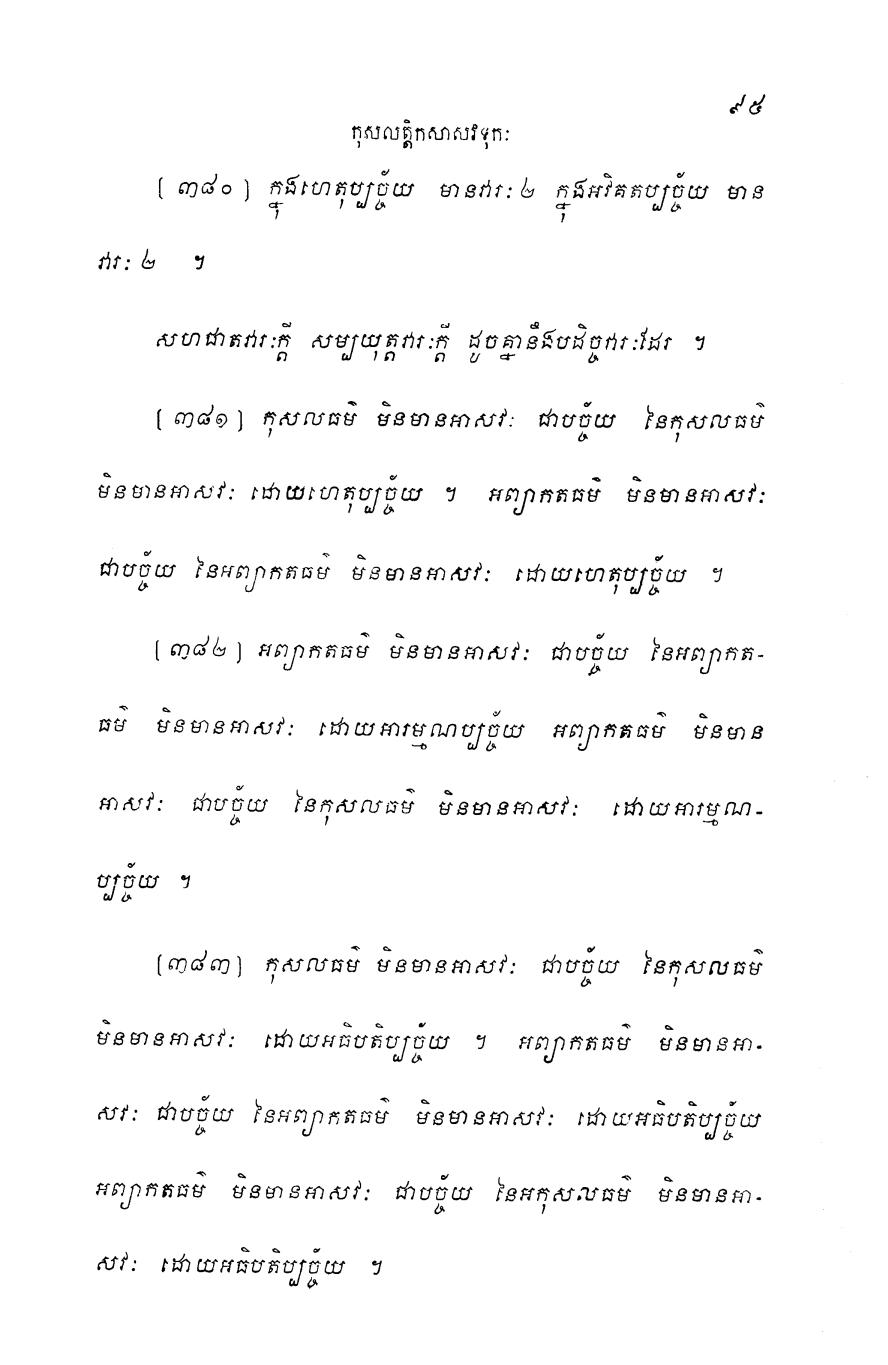 ៩៥
កុសលត្តិកសាសវទុកៈ
[ ៣៨០ ] ក្នុងហេតុប្បច្ច័យ មានវារៈ ២ ក្នុងអវិគតប្បច្ច័យ មាន
វារៈ ២ ។
សហជាតវារៈក្តី សម្បយុត្តវារៈក្តី ដូចគ្នានឹងបដិច្ចវារៈដែរ ។
[ ៣៨១ ] កុសលធម៌ មិនមានអាសវៈ ជាបច្ច័យ នៃកុសលធម៌
មិនមានអាសវៈ ដោយហេតុប្បច្ច័យ ។ អព្យាកតធម៌ មិនមានអាសវៈ
ជាបច្ច័យ នៃអព្យាកតធម៌ មិនមានអាសវៈ ដោយហេតុប្បច្ច័យ ។
[ ៣៨២ ] អព្យាកតធម៌ មិនមានអាសវៈ ជាបច្ច័យ នៃអព្យាកត-
ធម៌ មិនមានអាសវៈ ដោយអារម្មណប្បច្ច័យ អព្យាកតធម៌ មិនមាន
អាសវៈ ជាបច្ច័យ នៃកុសលធម៌ មិនមានអាសវៈ ដោយអារម្មណ-
ប្បច្ច័យ ។
[៣៨៣] កុសលធម៌ មិនមានអាសវៈ ជាបច្ច័យ នៃកុសលធម៌
មិនមានអាសវៈ ដោយអធិបតិប្បច្ច័យ ។ អព្យាកតធម៌ មិនមានអា-
សវៈ ជាបច្ច័យ នៃអព្យាកតធម៌ មិនមានអាសវៈ ដោយអធិបតិប្បច្ច័យ
អព្យាកតធម៌ មិនមានអាសវៈ ជាបច្ច័យ នៃអកុសលធម៌ មិនមានអា-
សវៈ ដោយអធិបតិប្បច្ច័យ ។